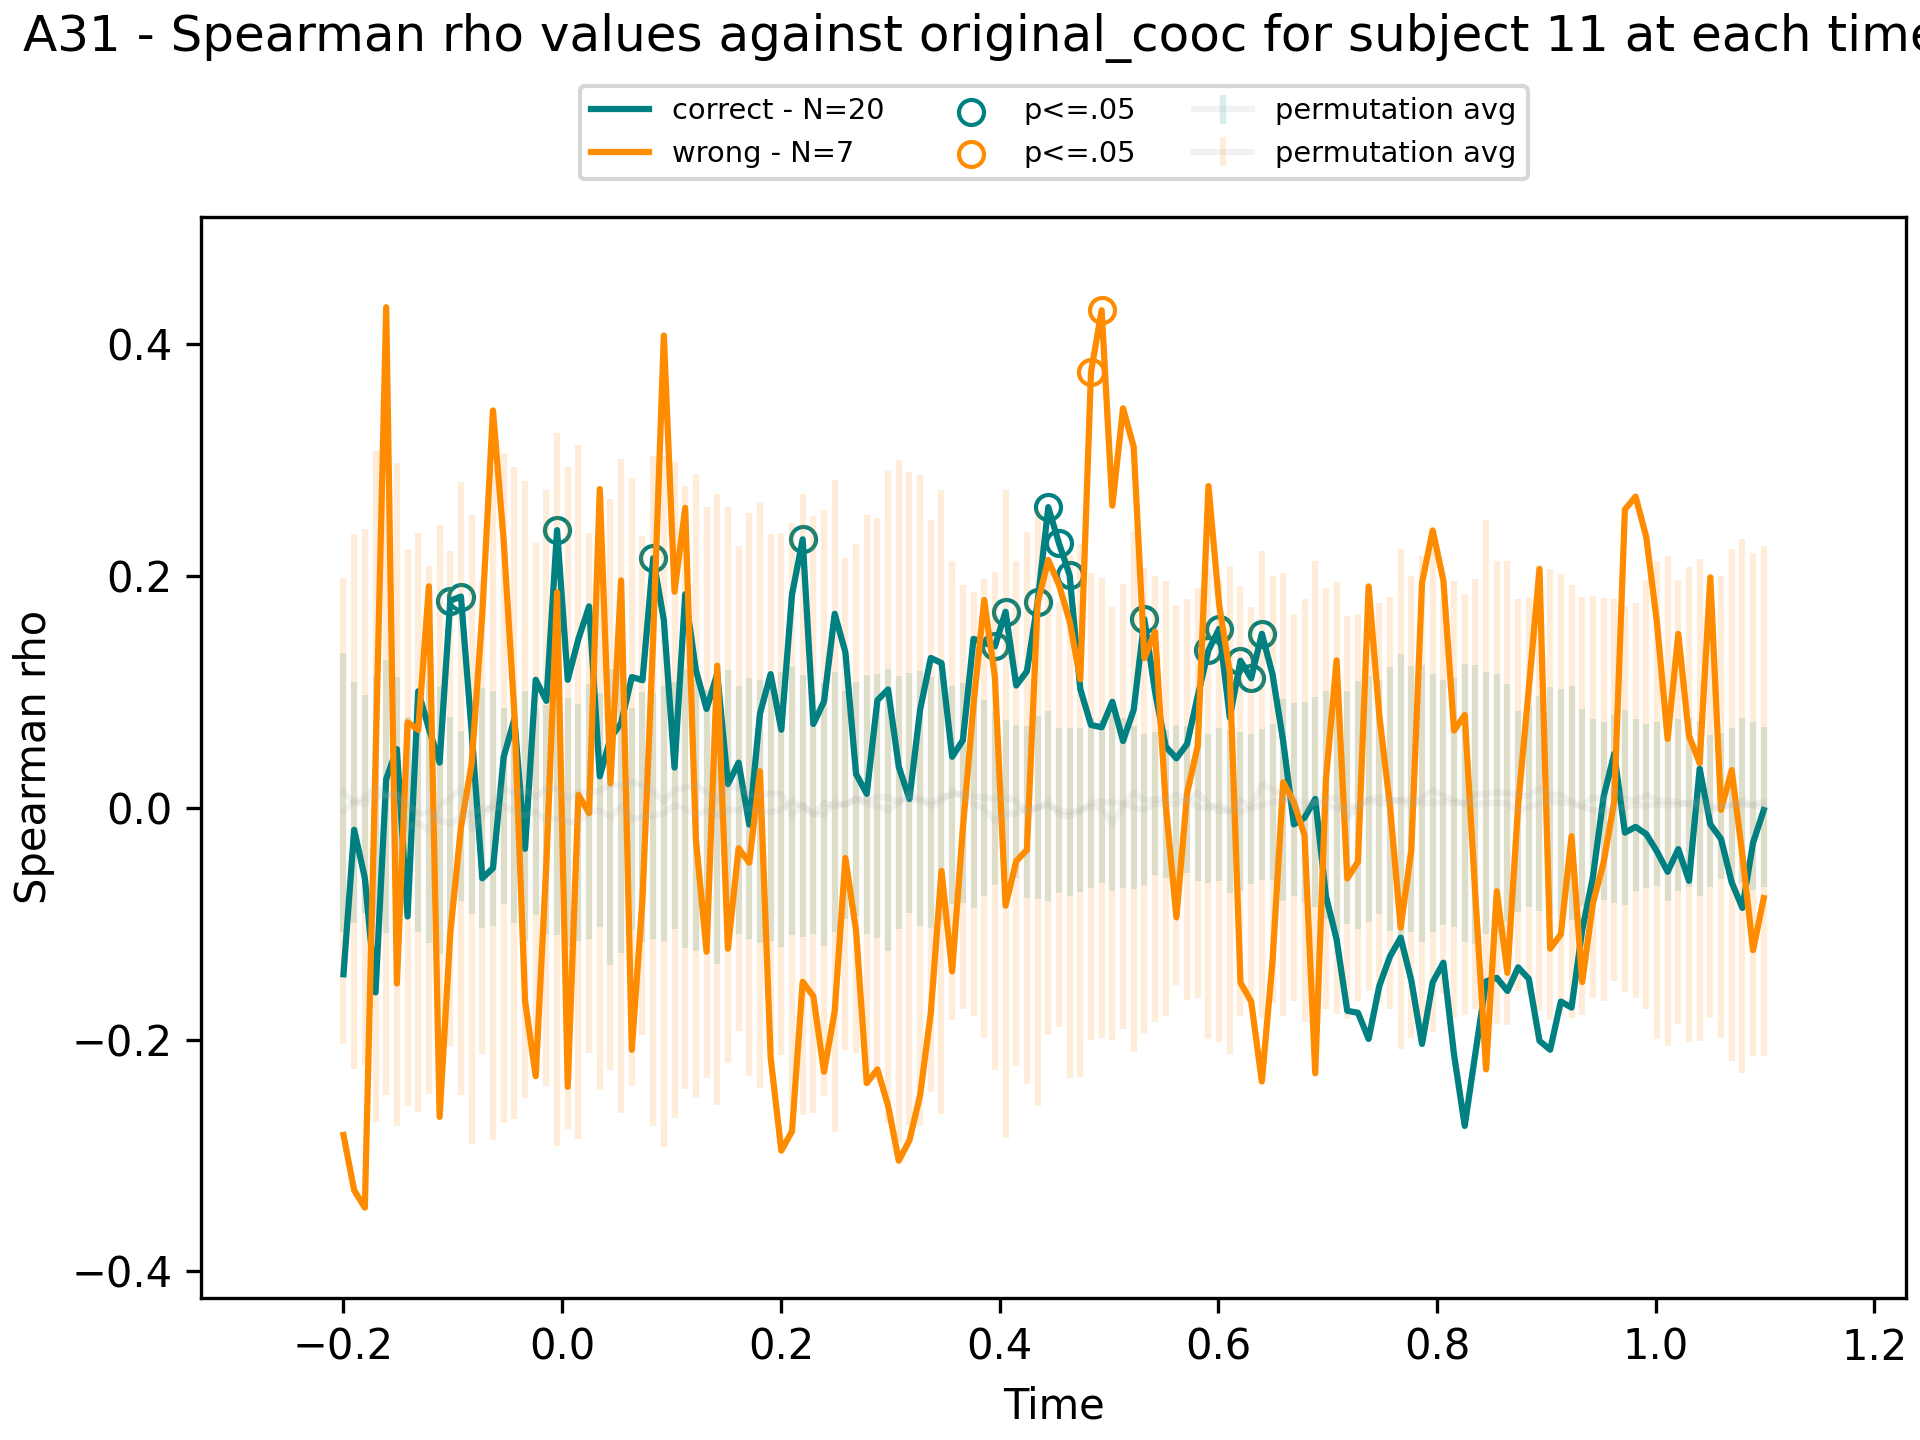 A31 - Spearman rho values against original_cooc for subject 11 at each time
correct - N=20
wrong - N=7
p<=.05
p<=.05
permutation avg
permutation avg
Spearman rho
0.4
0.2
0.0
−0.2
−0.4
−0.2 0.0 0.2 0.4 0.6 0.8 1.0 1.2
Time